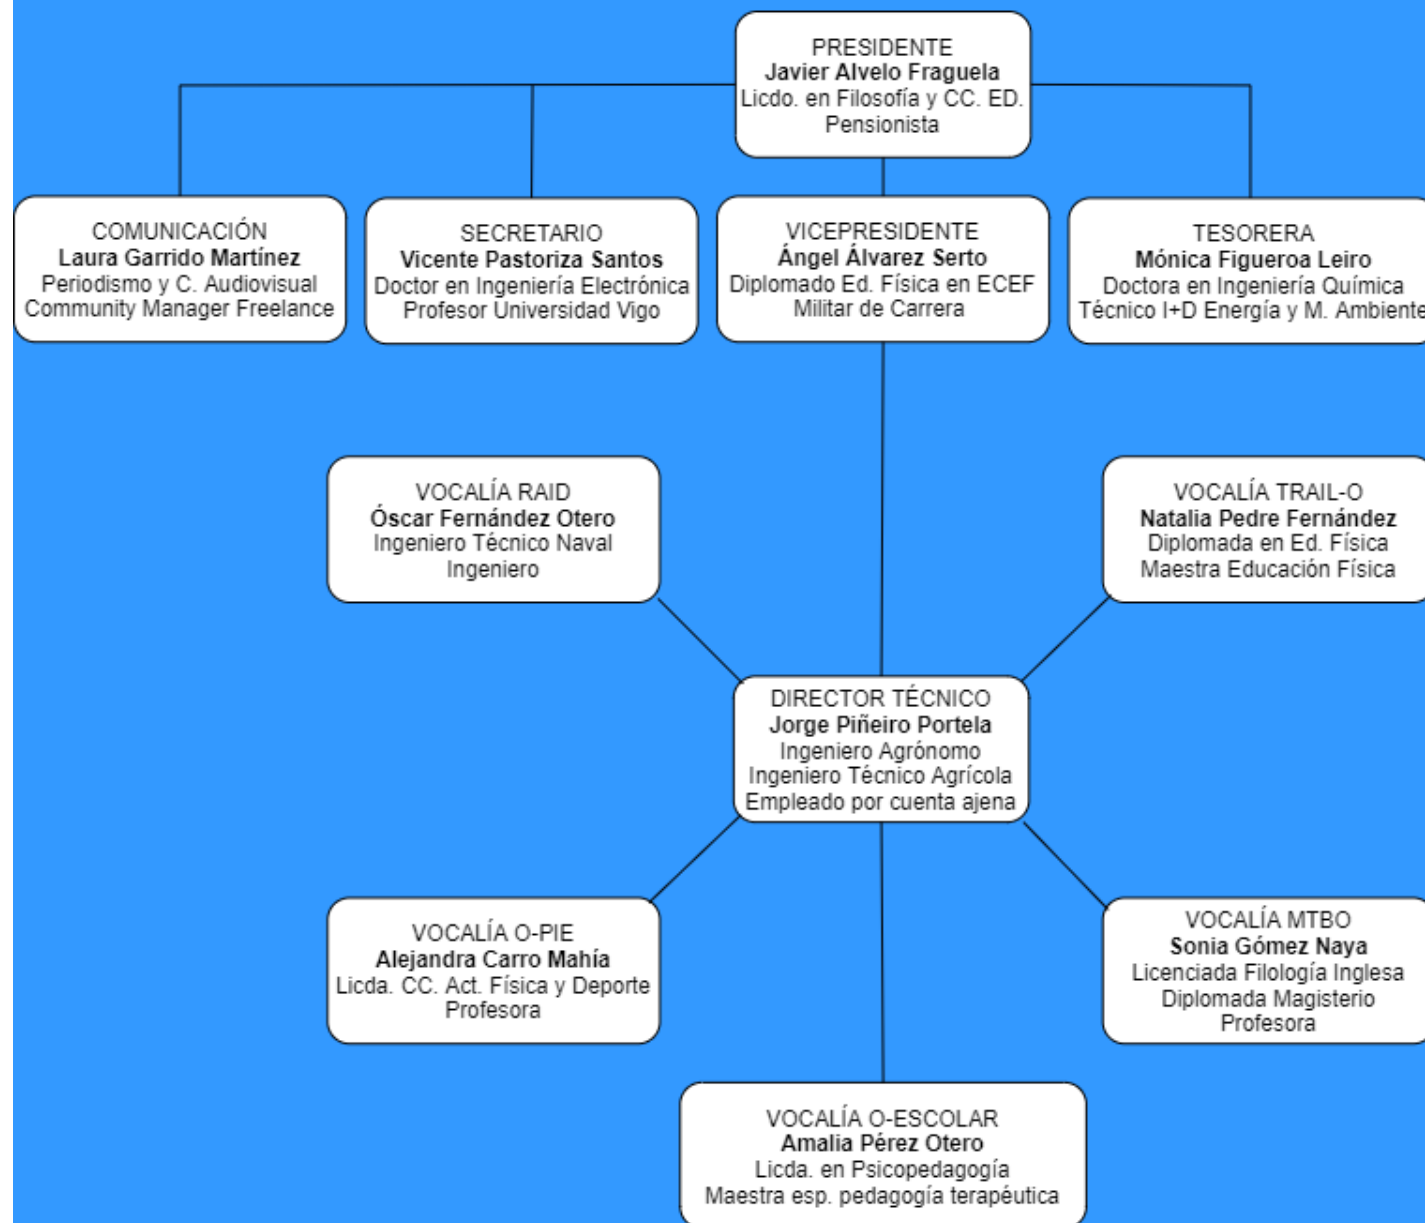 PRESIDENTE
Javier Alvelo Fraguela
Licdo. en Filosofía y CC. ED.
Pensionista
COMUNICACIÓN
Laura Garrido Martínez
Periodismo y C. Audiovisual
Community Manager Freelance
SECRETARIO
Vicente Pastoriza Santos
Doctor en Ingeniería Electrónica
Profesor Universidad Vigo
VICEPRESIDENTE
Ángel Álvarez Serto
Diplomado Ed. Física en ECEF
Militar de Carrera
TESORERA
Mónica Figueroa Leiro
Doctora en Ingeniería Química
Técnico I+D Energía y M. Ambiente
VOCALÍA RAID
Óscar Fernández Otero
Ingeniero Técnico Naval
Ingeniero
VOCALÍA TRAIL-O
Natalia Pedre Fernández
Diplomada en Ed. Física
Maestra Educación Física
DIRECTOR TÉCNICO
Jorge Piñeiro Portela
Ingeniero Agrónomo
Ingeniero Técnico Agrícola
Empleado por cuenta ajena
VOCALÍA O-PIE
Alejandra Carro Mahía
Licda. CC. Act. Física y Deporte
Profesora
VOCALÍA MTBO
Sonia Gómez Naya
Licenciada Filología Inglesa
Diplomada Magisterio
Profesora
VOCALÍA O-ESCOLAR
Amalia Pérez Otero
Licda. en Psicopedagogía
Maestra esp. pedagogía terapéutica